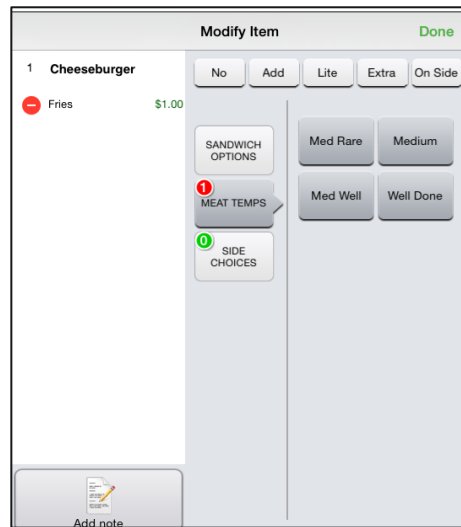 Modify Item
Done
1 Cheeseburger
Fries $1.00
No
Add
Lite
Extra
On Side
SANDWICH
OPTIONS
1
MEAT TEMPS
0
SIDE
CHOICES
Med Rare
Medium
Med Well
Well Done
Add note